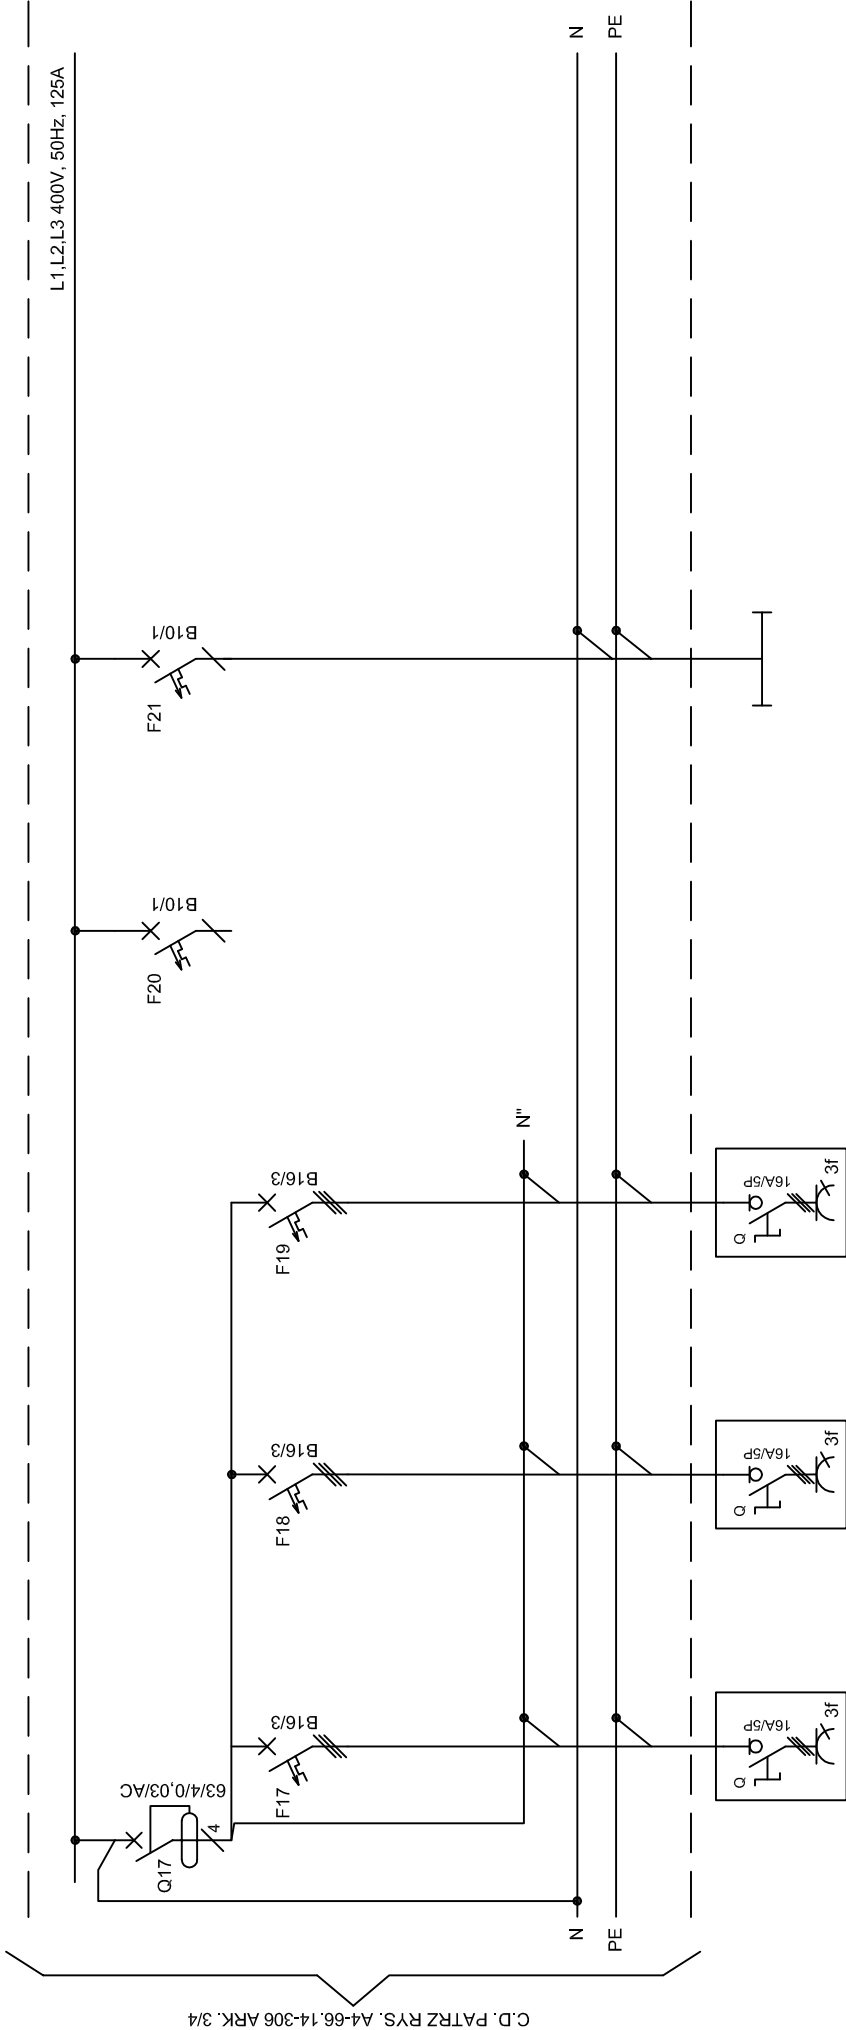 L1,L2,L3 400V, 50Hz, 125A
N
PE
B10/1
F21
B10/1
F20
N"
B16/3
F19
Q
16A/5P
3f
B16/3
F18
Q
16A/5P
3f
B16/3
F17
Q
16A/5P
3f
63/4/0,03/AC
Q17
4
N
PE
C.D. PATRZ RYS. A4-66.14-306 ARK. 3/4